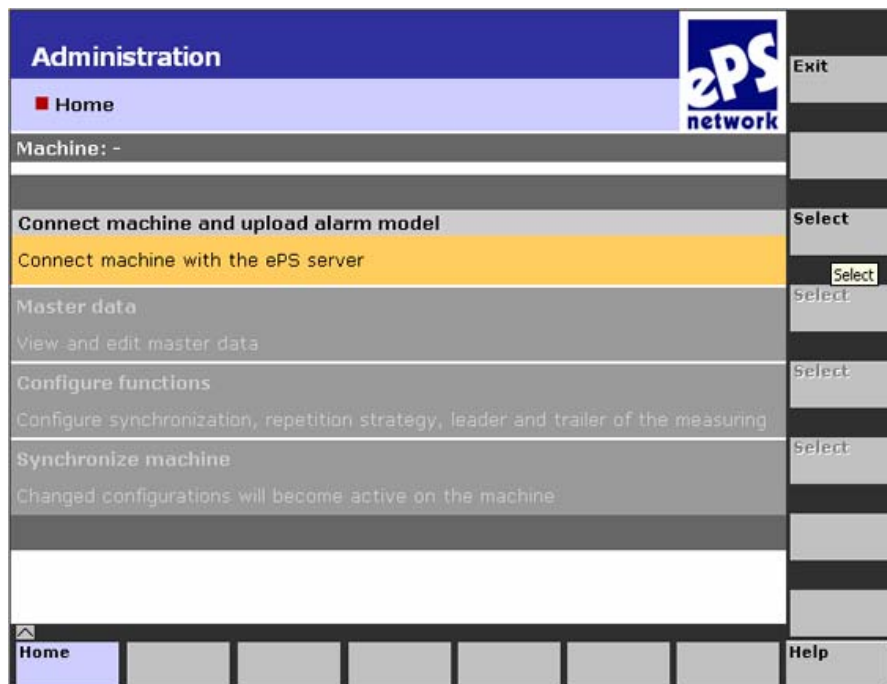 Administration
Home
ePS
network
Machine: -
Connect machine and upload alarm model
Connect machine with the ePS server
Master data
View and edit master data
Configure functions
Configure synchronization, repetition strategy, leader and trailer of the measuring
Synchronize machine
Changed configurations will become active on the machine
Exit
Select
Select
Select
Select
Select
Home
Help